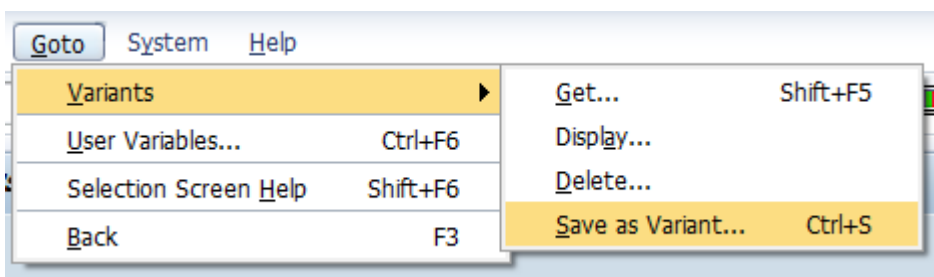 Goto System Help
Variants
User Variables... Ctrl+F6
Selection Screen Help Shift+F6
Back F3
Get... Shift+F5
Display...
Delete...
Save as Variant... Ctrl+S